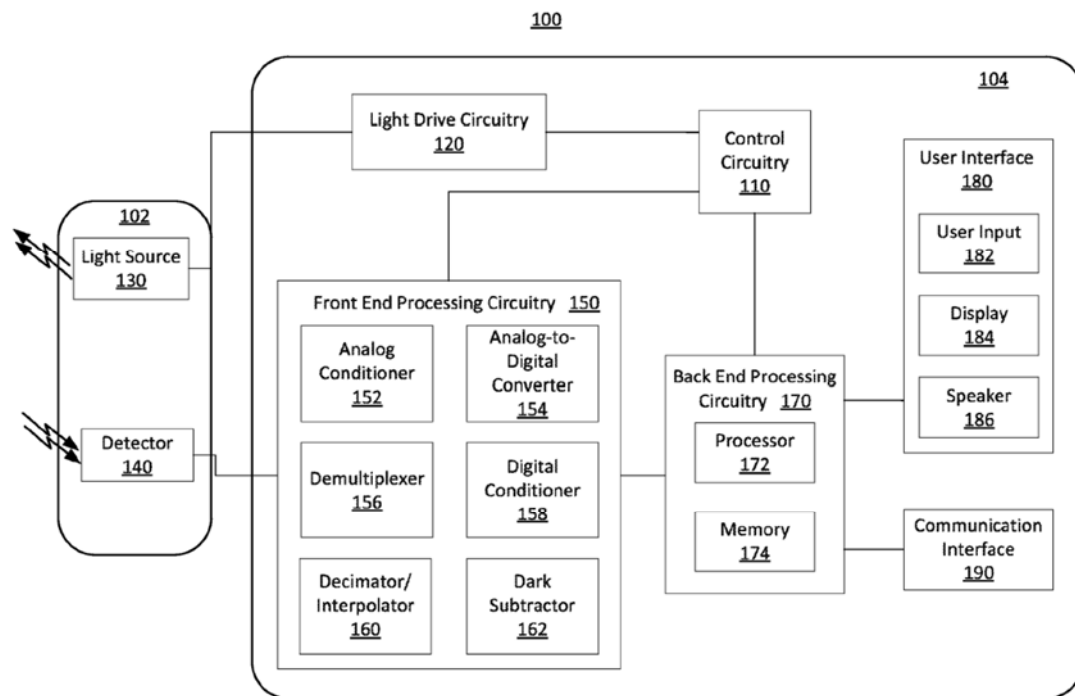 100
104
Light Drive Circuitry
120
Control
Circuitry
110
User Interface
180
User Input
182
Display
184
Speaker
186
102
Light Source
130
Detector
140
Front End Processing Circuitry 150
Analog
Conditioner
152
Analog-to-
Digital
Converter
154
Demultiplexer
156
Digital
Conditioner
158
Decimator/
Interpolator
160
Dark
Subtractor
162
Back End Processing
Circuitry 170
Processor
172
Memory
174
Communication
Interface
190